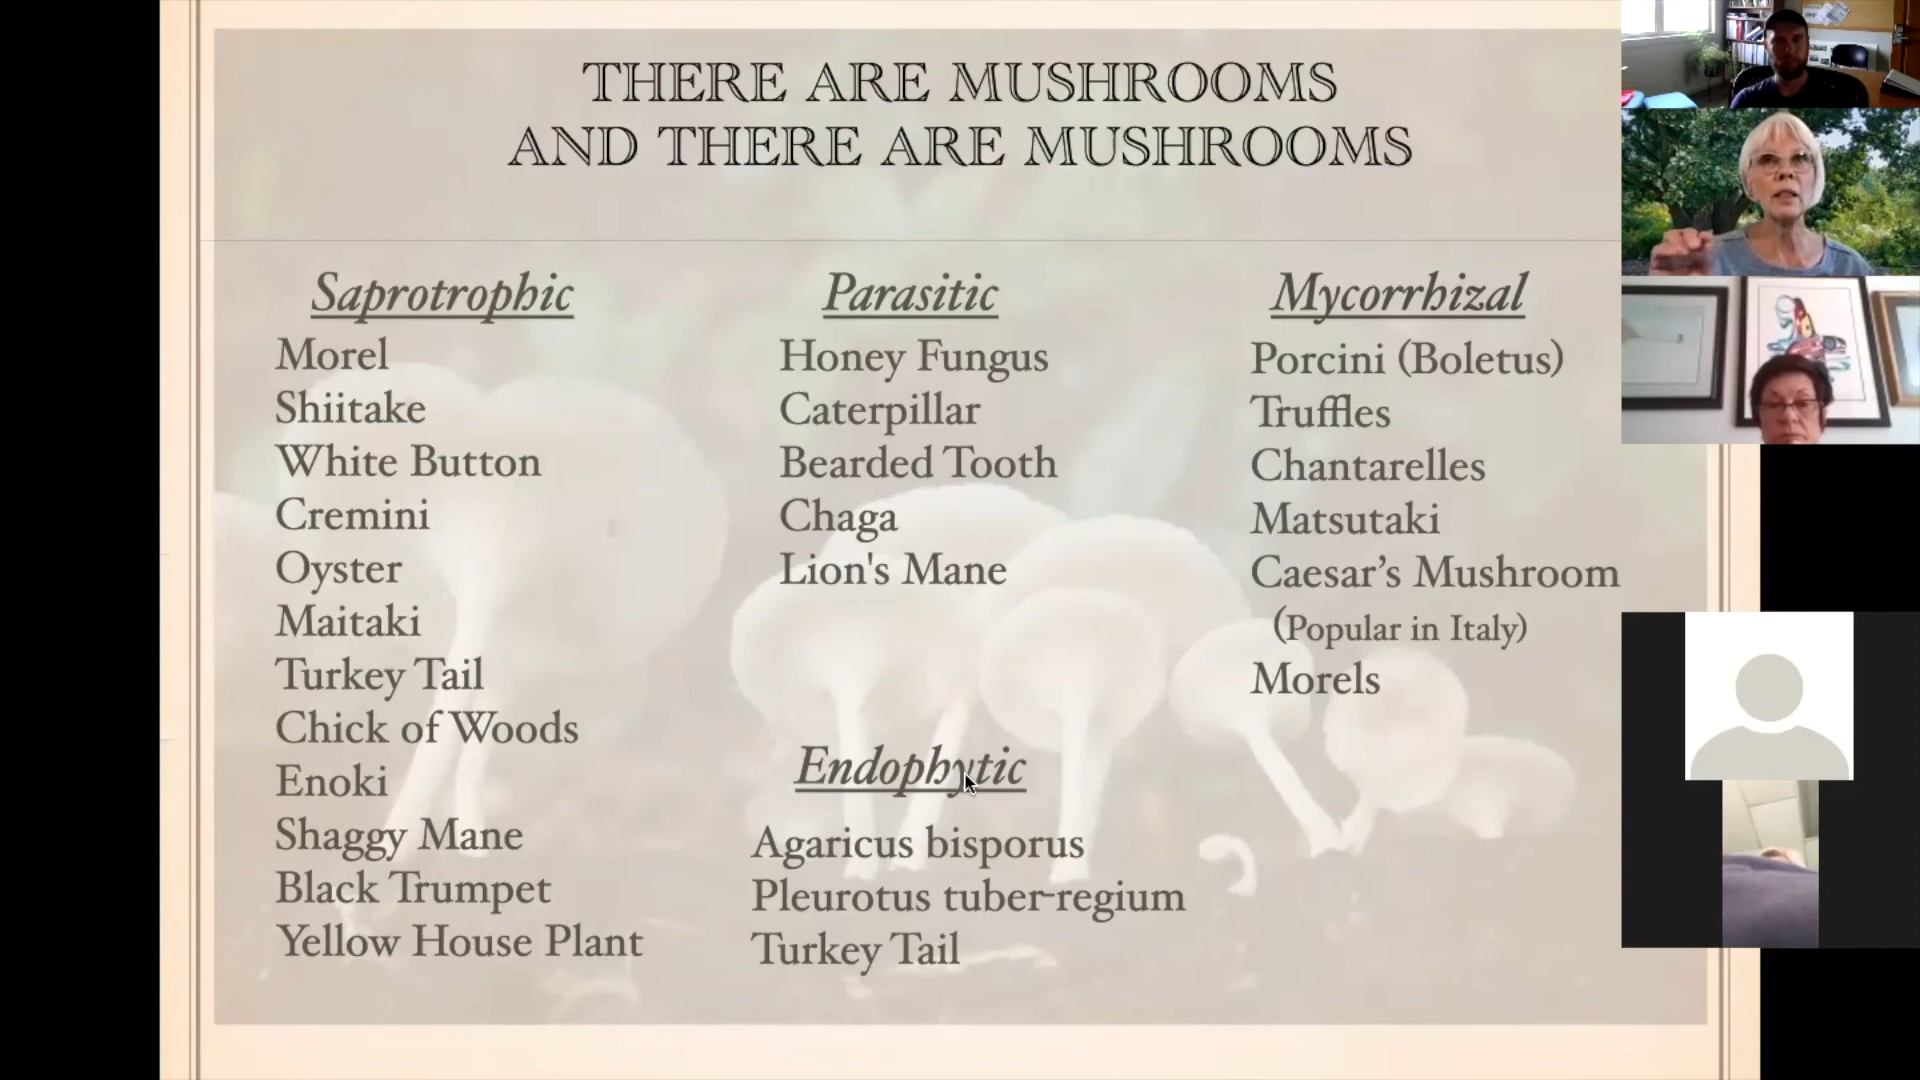 THERE ARE MUSHROOMS
AND THERE ARE MUSHROOMS
Saprotrophic
Morel
Shiitake
White Button
Cremini
Oyster
Maitaki
Turkey Tail
Chick of Woods
Enoki
Shaggy Mane
Black Trumpet
Yellow House Plant
Parasitic
Honey Fungus
Caterpillar
Bearded Tooth
Chaga
Lion's Mane
Endophytic
Agaricus bisporus
Pleurotus tuber-regium
Turkey Tail
Mycorrhizal
Porcini (Boletus)
Truffles
Chantarelles
Matsutaki
Caesar’s Mushroom
(Popular in Italy)
Morels